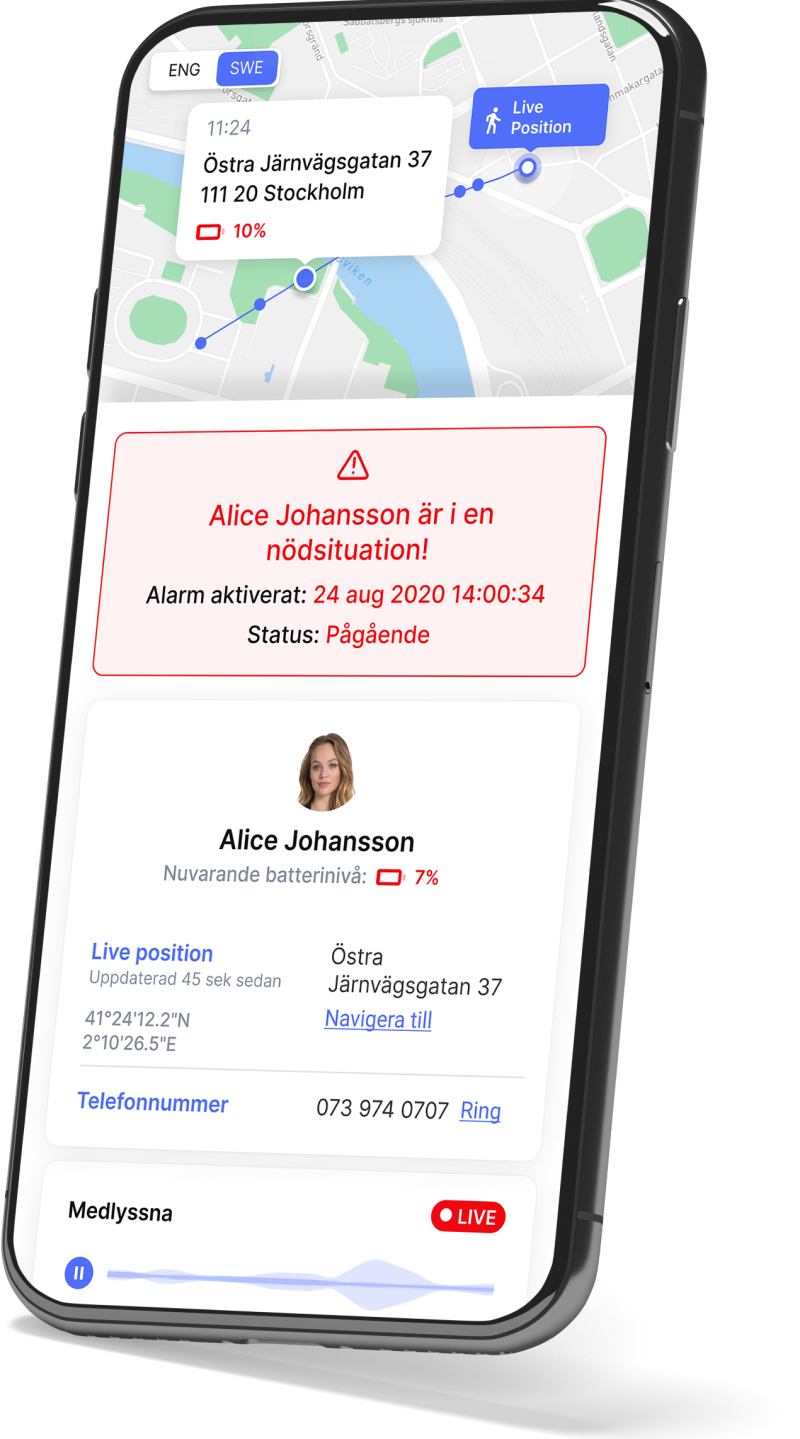 Sabbatsbergs sjukhus
ENG
SWE
11:24
Östra Järnvägsgatan 37
111 20 Stockholm
10%
Live
Position
Alice Johansson är i en
nödsituation!
Alarm aktiverat: 24 aug 2020 14:00:34
Status: Pågående
Alice Johansson
Nuvarande batterinivå: 7%
Live position
Uppdaterad 45 sek sedan
41°24'12.2"N
2°10'26.5"E
Östra
Järnvägsgatan 37
Navigera till
Telefonnummer
073 974 0707 Ring
Medlyssna
LIVE